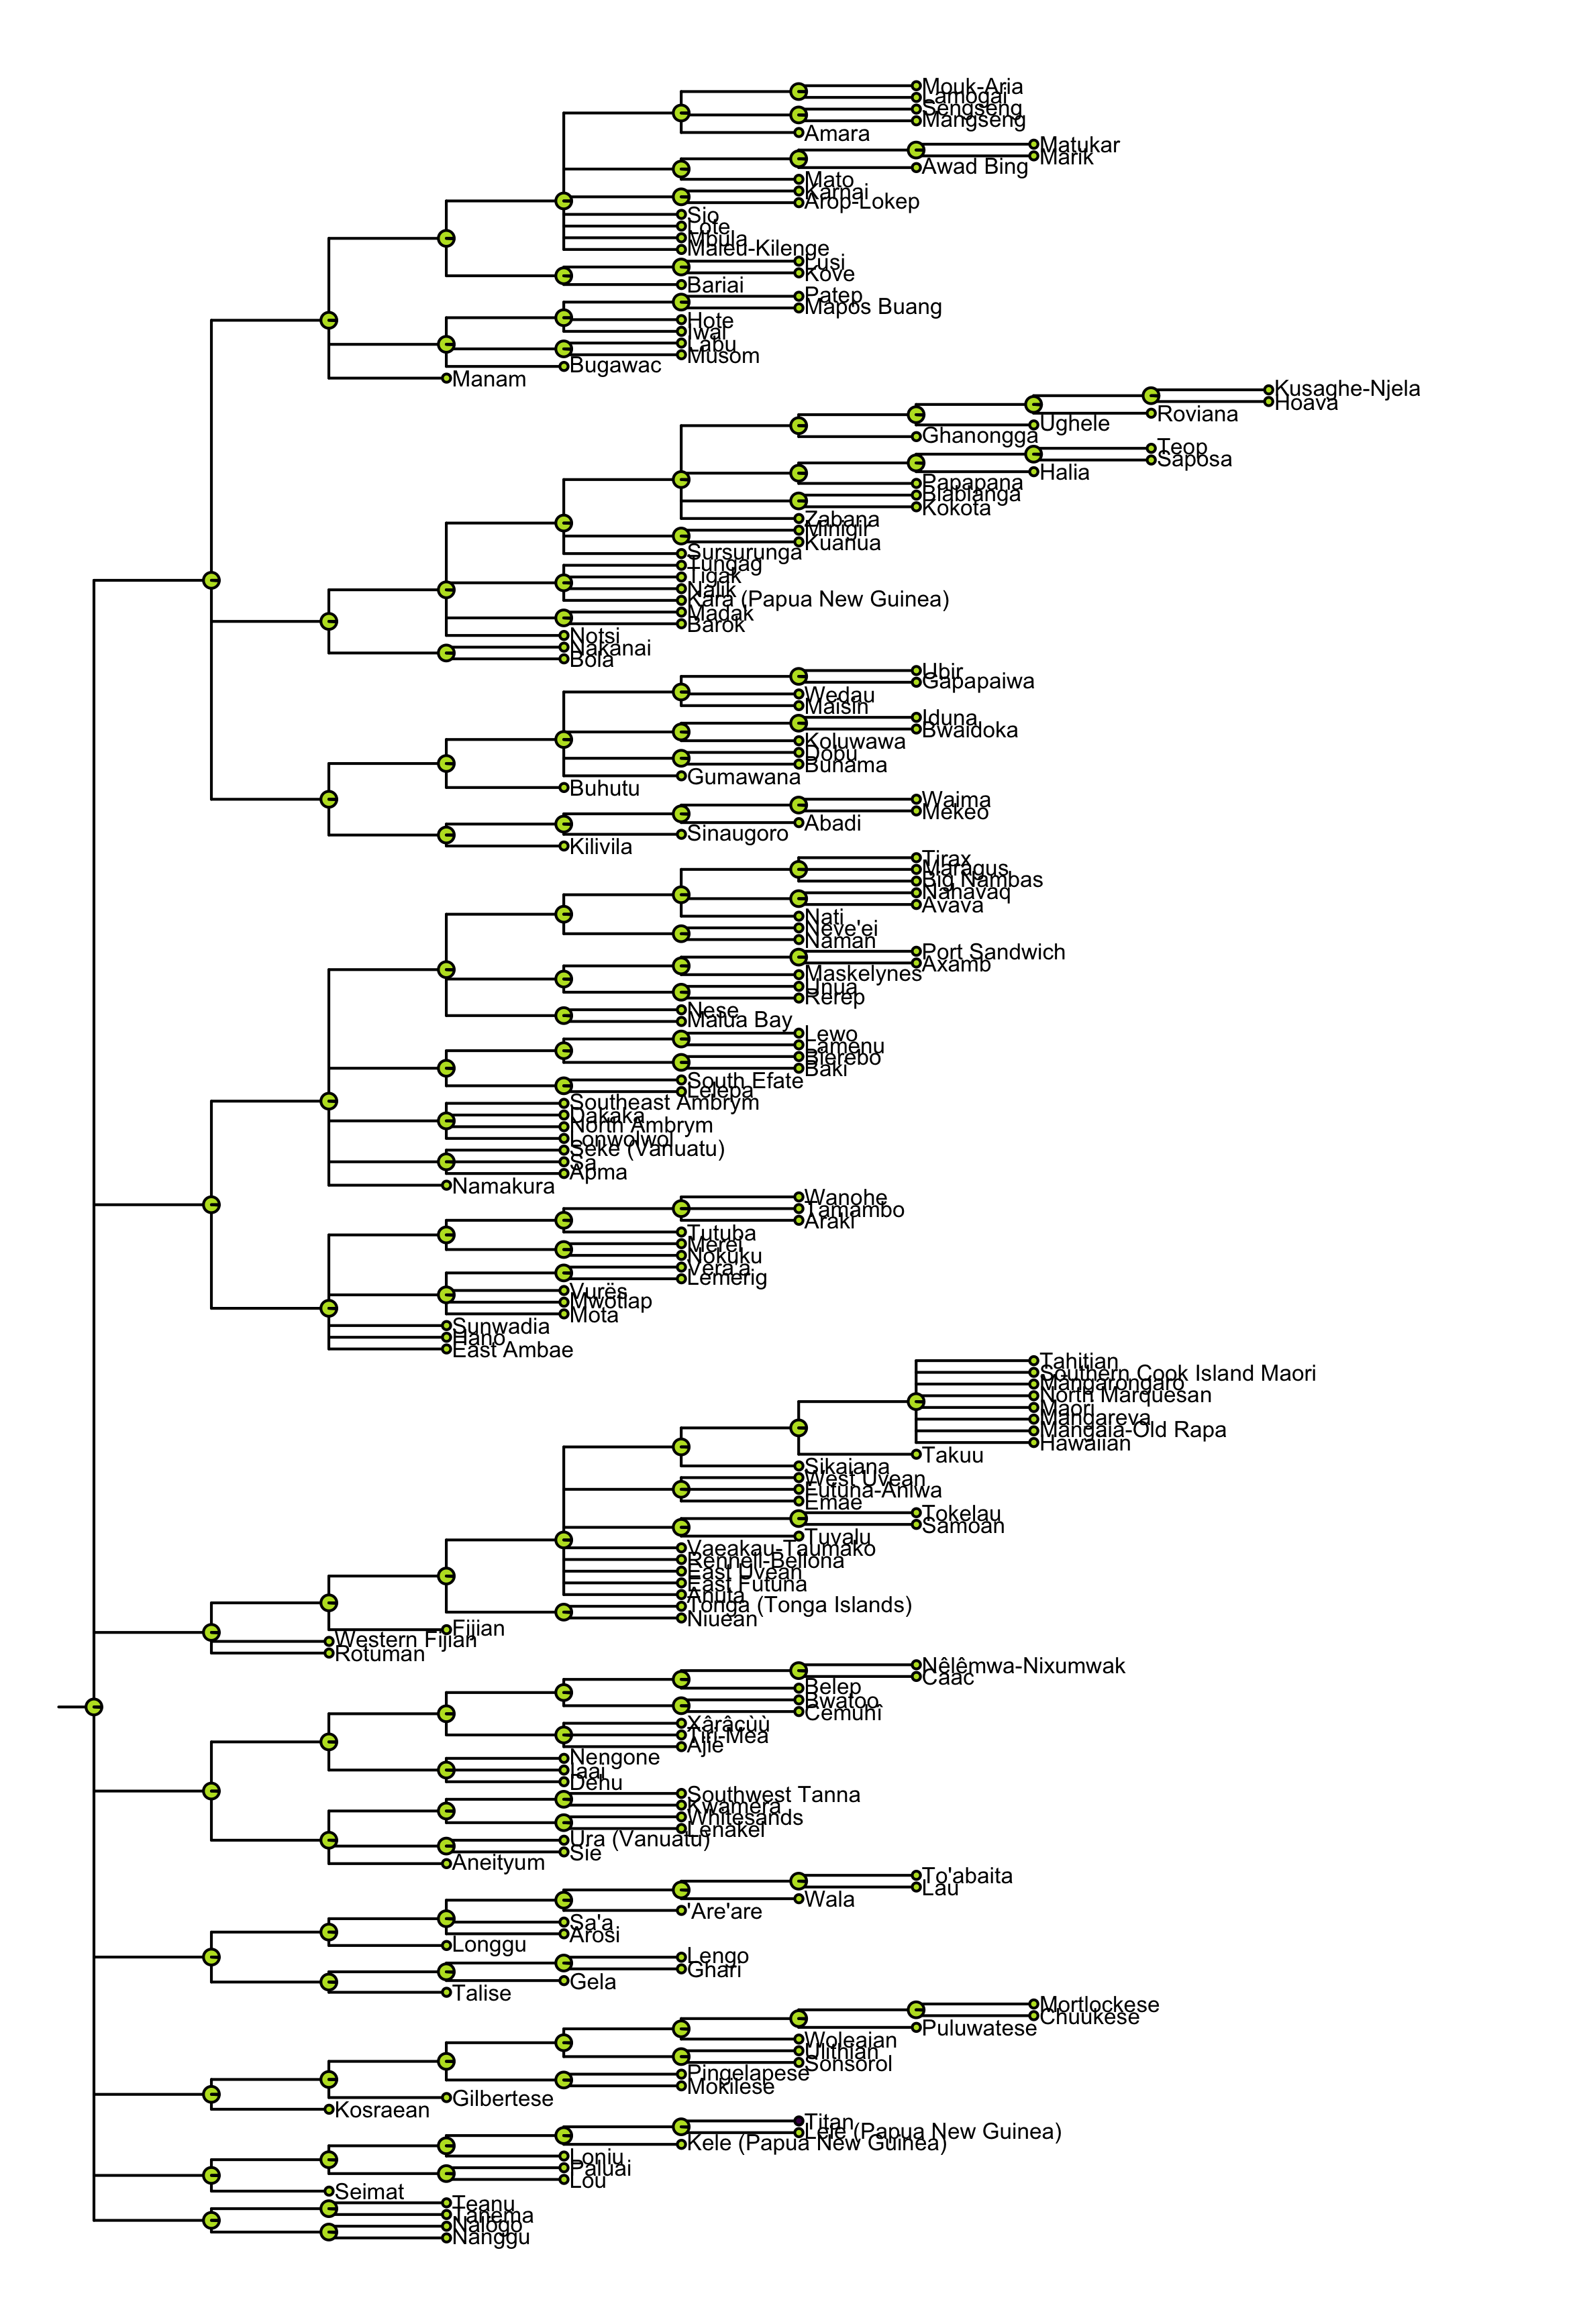 Mouk-Aria
Lamogai
Sengseng
Mangseng
Amara
Matukar
Marik
Awad Bing
Mato
Karnai
Arop-Lokep
Sio
Lote
Mbula
Maleu-Kilenge
Lusi
Kove
Bariai
Patep
Mapos Buang
Hote
Iwal
Labu
Musom
Bugawac
Manam
Kusaghe-Njela
Hoava
Roviana
Ughele
Ghanongga
Teop
Saposa
Halia
Papapana
Blablanga
Kokota
Zabana
Minigir
Kuanua
Sursurunga
Tungag
Tigak
Nalik
Kara (Papua New Guinea)
Madak
Barok
Notsi
Nakanai
Bola
Ubir
Gapapaiwa
Wedau
Maisin
Iduna
Bwaidoka
Koluwawa
Dobu
Bunama
Gumawana
Buhutu
Waima
Mekeo
Abadi
Sinaugoro
Kilivila
Tirax
Maragus
Big Nambas
Nahavaq
Avava
Nati
Neve'ei
Naman
Port Sandwich
Axamb
Maskelynes
Unua
Rerep
Nese
Malua Bay
Lewo
Lamenu
Bierebo
Baki
South Efate
Lelepa
Southeast Ambrym
Dakaka
North Ambrym
Lonwolwol
Seke (Vanuatu)
Sa
Apma
Namakura
Wanohe
Tamambo
Araki
Tutuba
Merei
Nokuku
Vera'a
Lemerig
Vurës
Mwotlap
Mota
Sunwadia
Hano
East Ambae
Tahitian
Southern Cook Island Maori
Mangarongaro
North Marquesan
Maori
Mangareva
Mangaia-Old Rapa
Hawaiian
Takuu
Sikaiana
West Uvean
Futuna-Aniwa
Emae
Tokelau
Samoan
Tuvalu
Vaeakau-Taumako
Rennell-Bellona
East Uvean
East Futuna
Anuta
Tonga (Tonga Islands)
Niuean
Fijian
Western Fijian
Rotuman
Nêlêmwa-Nixumwak
Caac
Belep
Bwatoo
Cemuhî
Xârâcùù
Tiri-Mea
Ajië
Nengone
Iaai
Dehu
Southwest Tanna
Kwamera
Whitesands
Lenakel
Ura (Vanuatu)
Sie
Aneityum
To'abaita
Lau
Wala
'Are'are
Sa'a
Arosi
Longgu
Lengo
Ghari
Gela
Talise
Mortlockese
Chuukese
Puluwatese
Woleaian
Ulithian
Sonsorol
Pingelapese
Mokilese
Gilbertese
Kosraean
Titan
Lele (Papua New Guinea)
Kele (Papua New Guinea)
Loniu
Paluai
Lou
Seimat
Teanu
Tanema
Nalogo
Nanggu